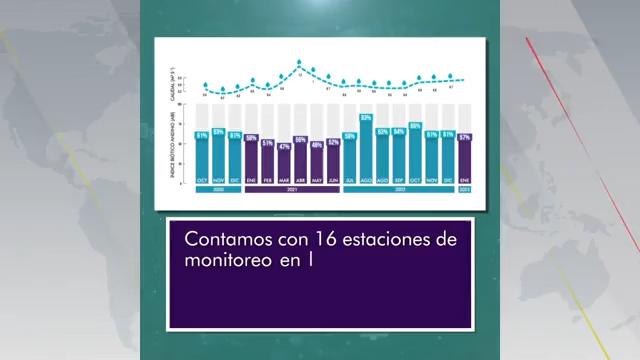 CAUDAL (M³ S⁻¹)
ÍNDICE BIÓTICO ANDINO (ABI)
61% 63% 61% 58% 51% 47% 56% 48% 52% 58% 83% 63% 64% 68% 61% 61% 57%
OCT NOV DIC ENE FEB MAR ABR MAY JUN JUL AGO AGO SEP OCT NOV DIC ENE
2020 2021 2022 2023
Contamos con 16 estaciones de
monitoreo en l